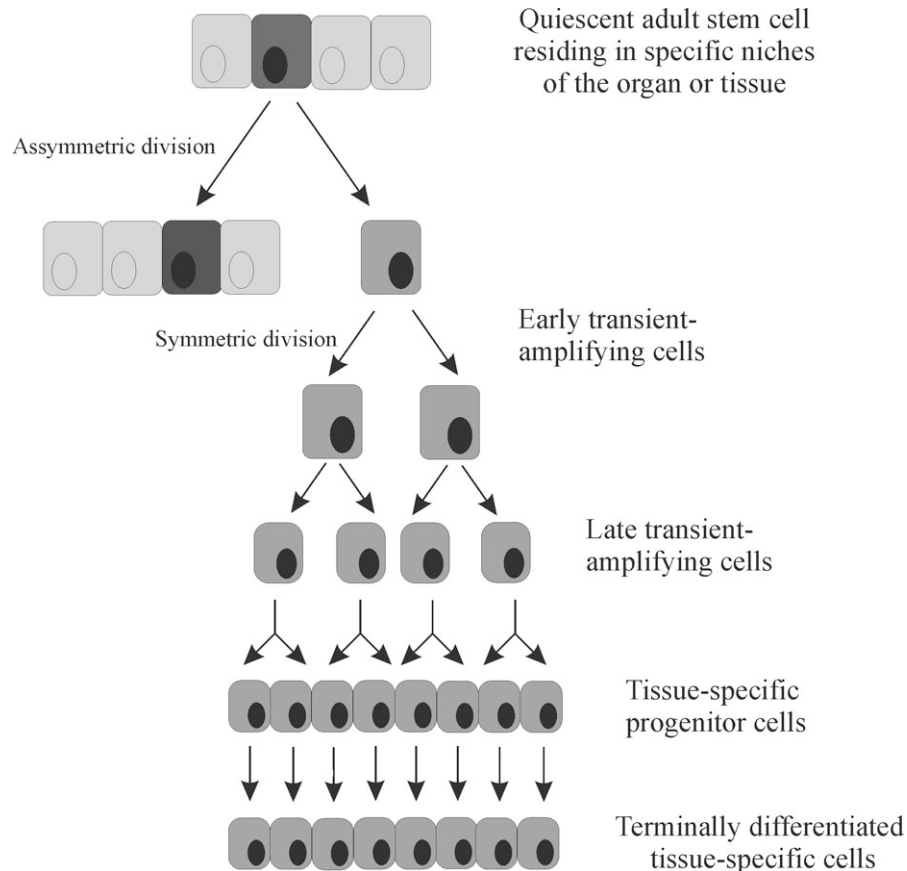 Quiescent adult stem cell
residing in specific niches
of the organ or tissue
Assymmetric division
Symmetric division
Early transient-
amplifying cells
Late transient-
amplifying cells
Tissue-specific
progenitor cells
Terminally differentiated
tissue-specific cells